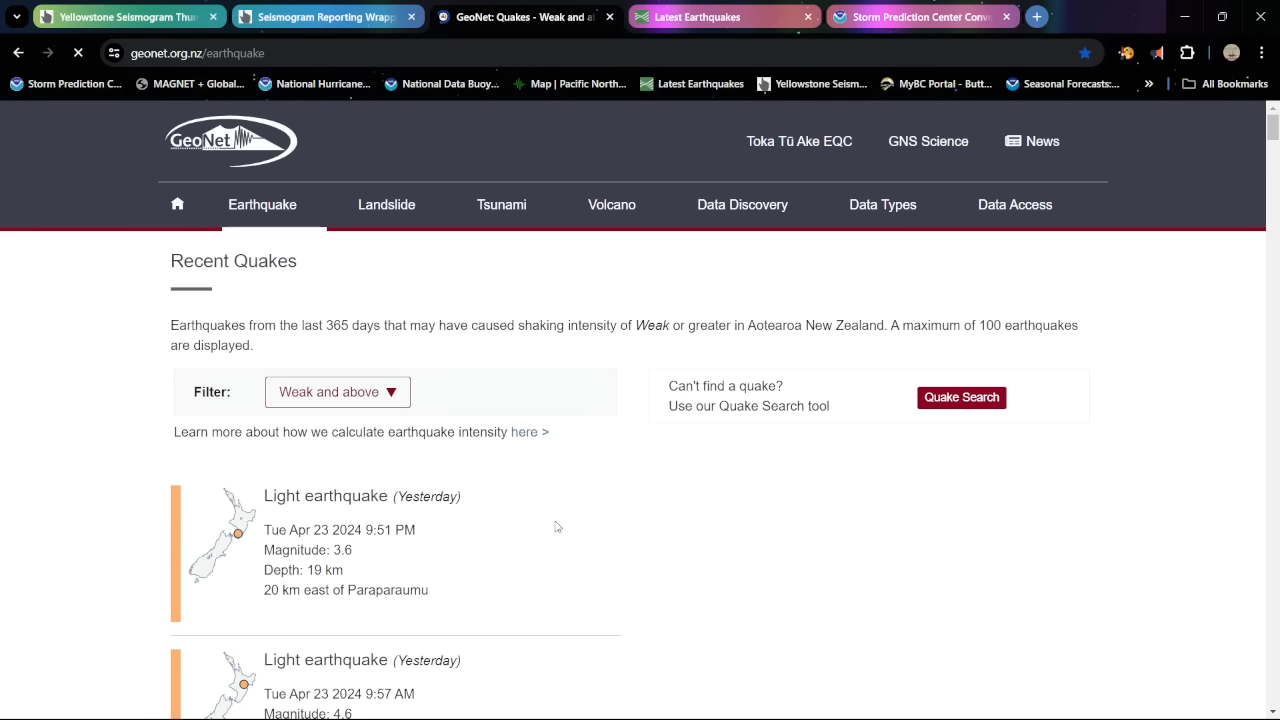 Yellowstone Seismogram Thun
Seismogram Reporting Wrapp
GeoNet: Quakes - Weak and a
Latest Earthquakes
Storm Prediction Center Conve
geonet.org.nz/earthquake
Storm Prediction C...
MAGNET + Global...
National Hurricane...
National Data Buoy...
Map | Pacific North...
Latest Earthquakes
Yellowstone Seism...
MyBC Portal - Butt...
Seasonal Forecasts:...
»
All Bookmarks
GeoNet
Toka Tū Ake EQC
GNS Science
News
Earthquake
Landslide
Tsunami
Volcano
Data Discovery
Data Types
Data Access
Recent Quakes
Earthquakes from the last 365 days that may have caused shaking intensity of Weak or greater in Aotearoa New Zealand. A maximum of 100 earthquakes
are displayed.
Filter:
Weak and above ▼
Can't find a quake?
Use our Quake Search tool
Quake Search
Learn more about how we calculate earthquake intensity here >
Light earthquake (Yesterday)
Tue Apr 23 2024 9:51 PM
Magnitude: 3.6
Depth: 19 km
20 km east of Paraparaumu
Light earthquake (Yesterday)
Tue Apr 23 2024 9:57 AM
Magnitude: 4.6